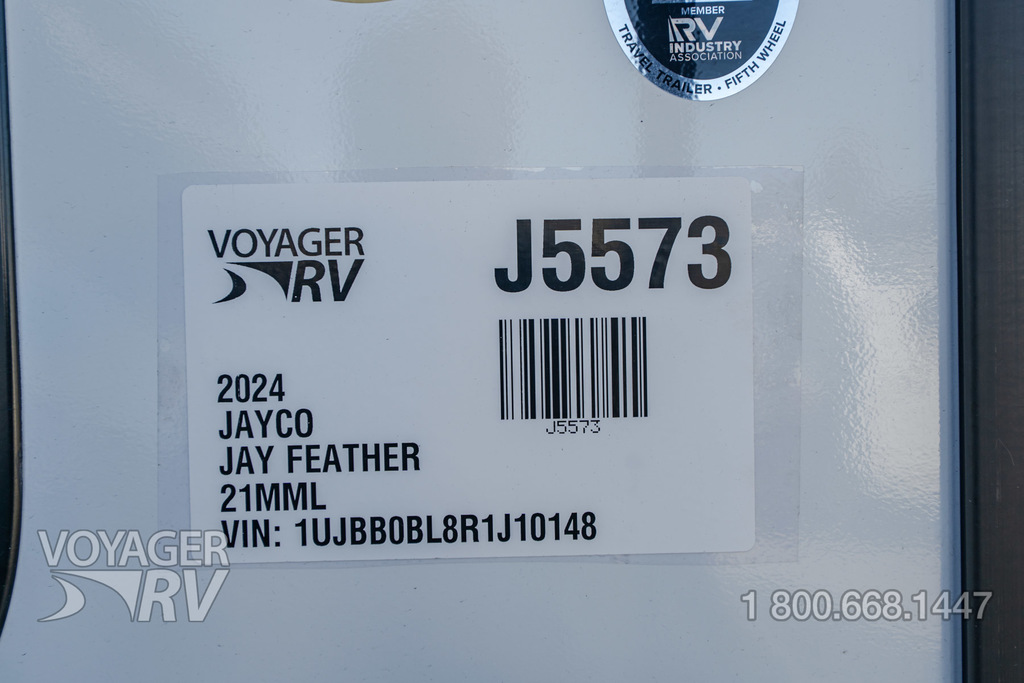 MEMBER
RV
INDUSTRY
ASSOCIATION
TRAVEL TRAILER • FIFTH WHEEL
VOYAGER
RV
J5573
J5573
2024
JAYCO
JAY FEATHER
21MML
VIN: 1UJBB0BL8R1J10148
VOYAGER
RV
1 800.668.1447